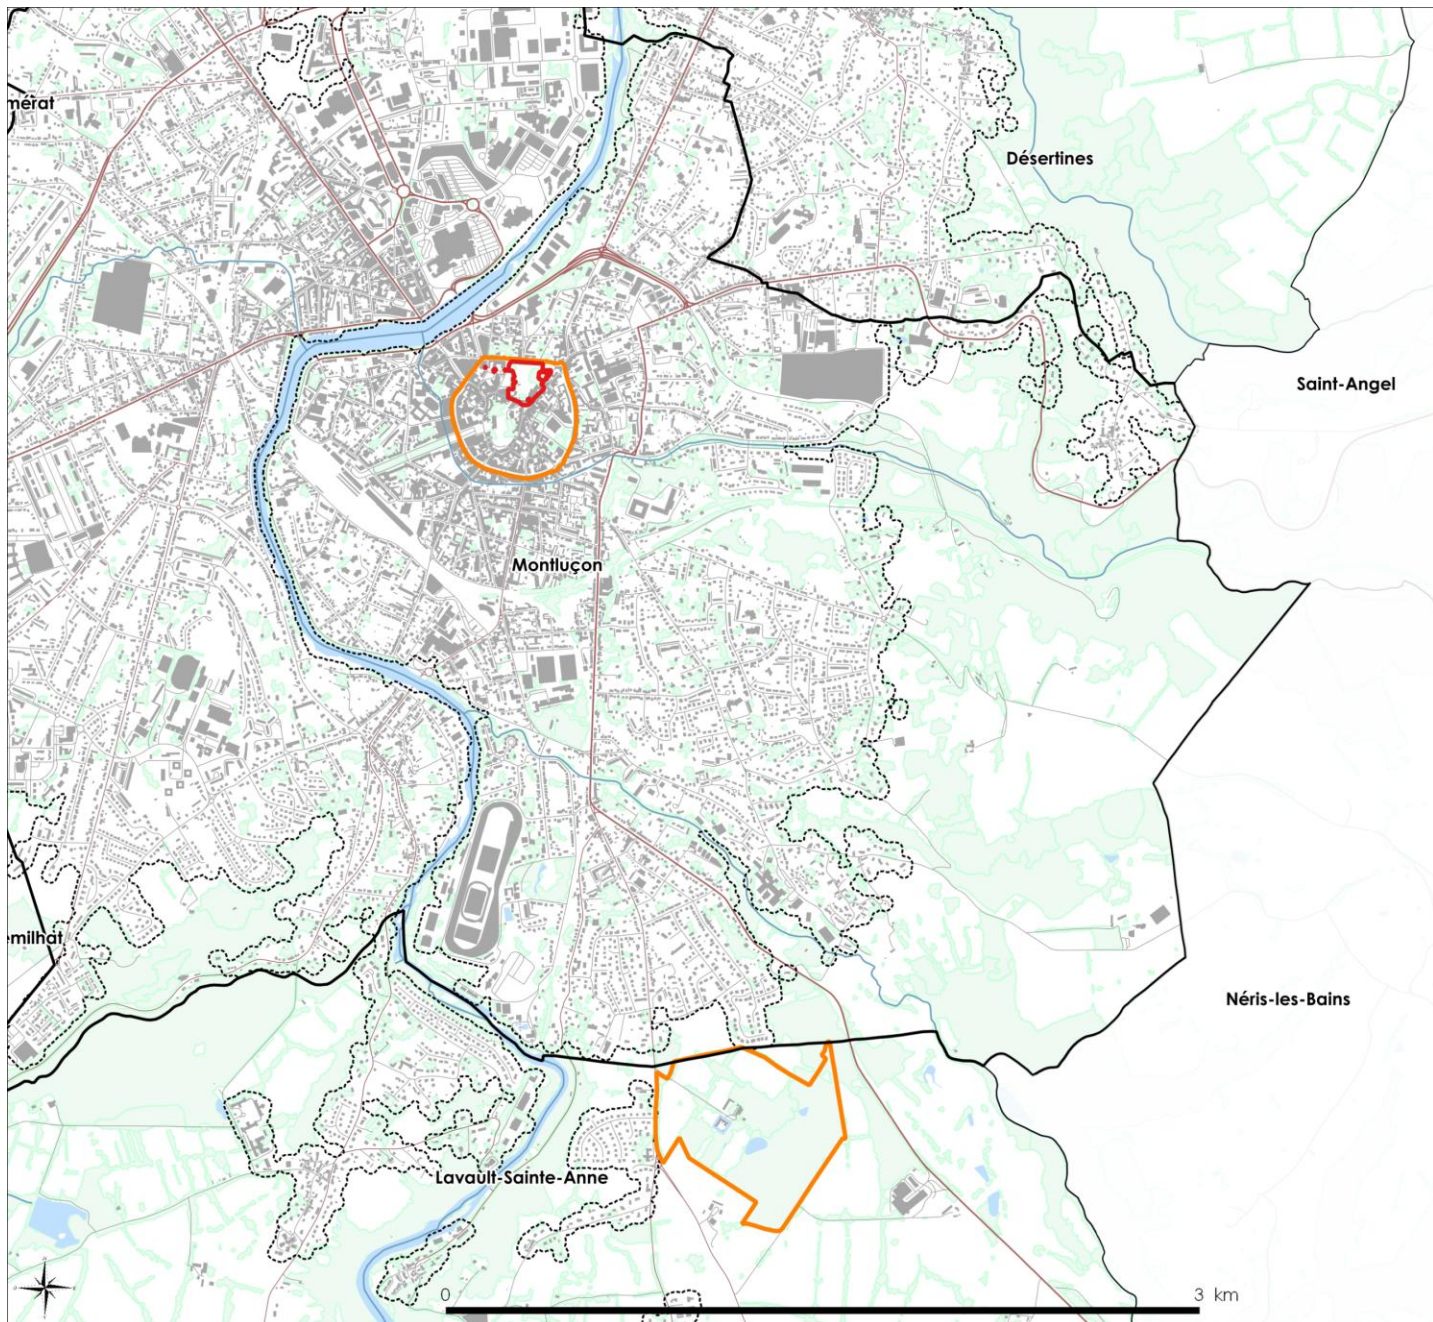 mérat
Désertines
Saint-Angel
Montluçon
emilhat
Néris-les-Bains
Lavault-Sainte-Anne
0 3 km